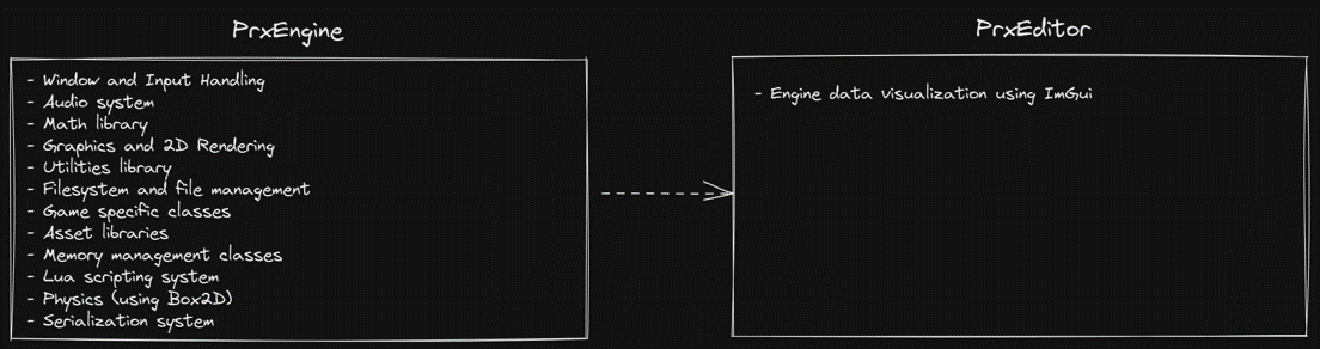 PrxEngine
- Window and Input Handling
- Audio system
- Math library
- Graphics and 2D Rendering
- Utilities library
- Filesystem and file management
- Game specific classes
- Asset libraries
- Memory management classes
- Lua scripting system
- Physics (using Box2D)
- Serialization system
PrxEditor
- Engine data visualization using ImGui